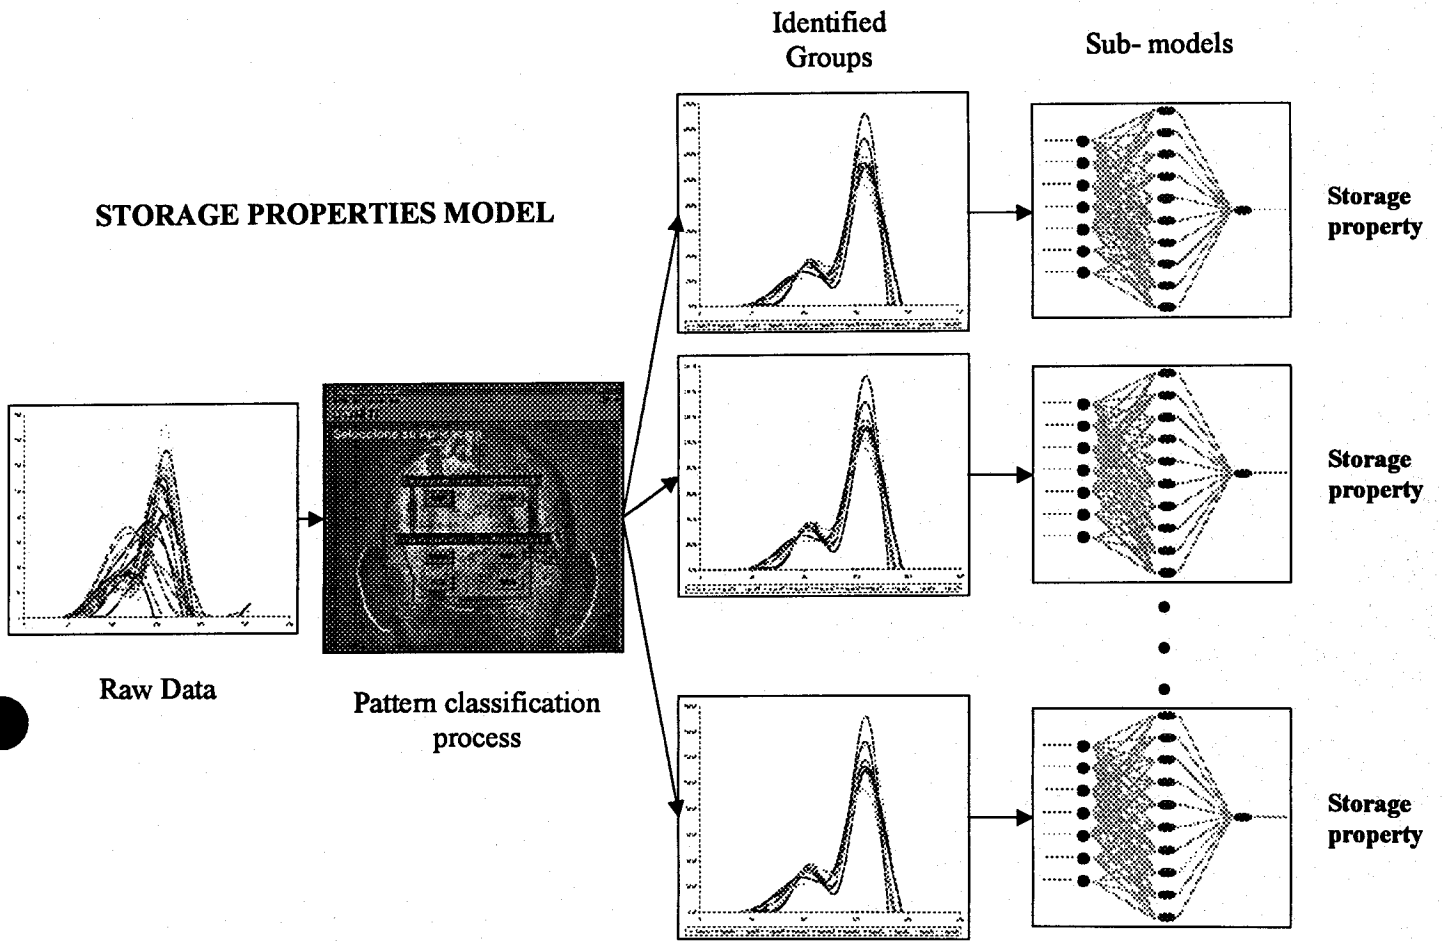 Identified
Groups
Sub- models
STORAGE PROPERTIES MODEL
Storage
property
Storage
property
Raw Data
Pattern classification
process
Storage
property